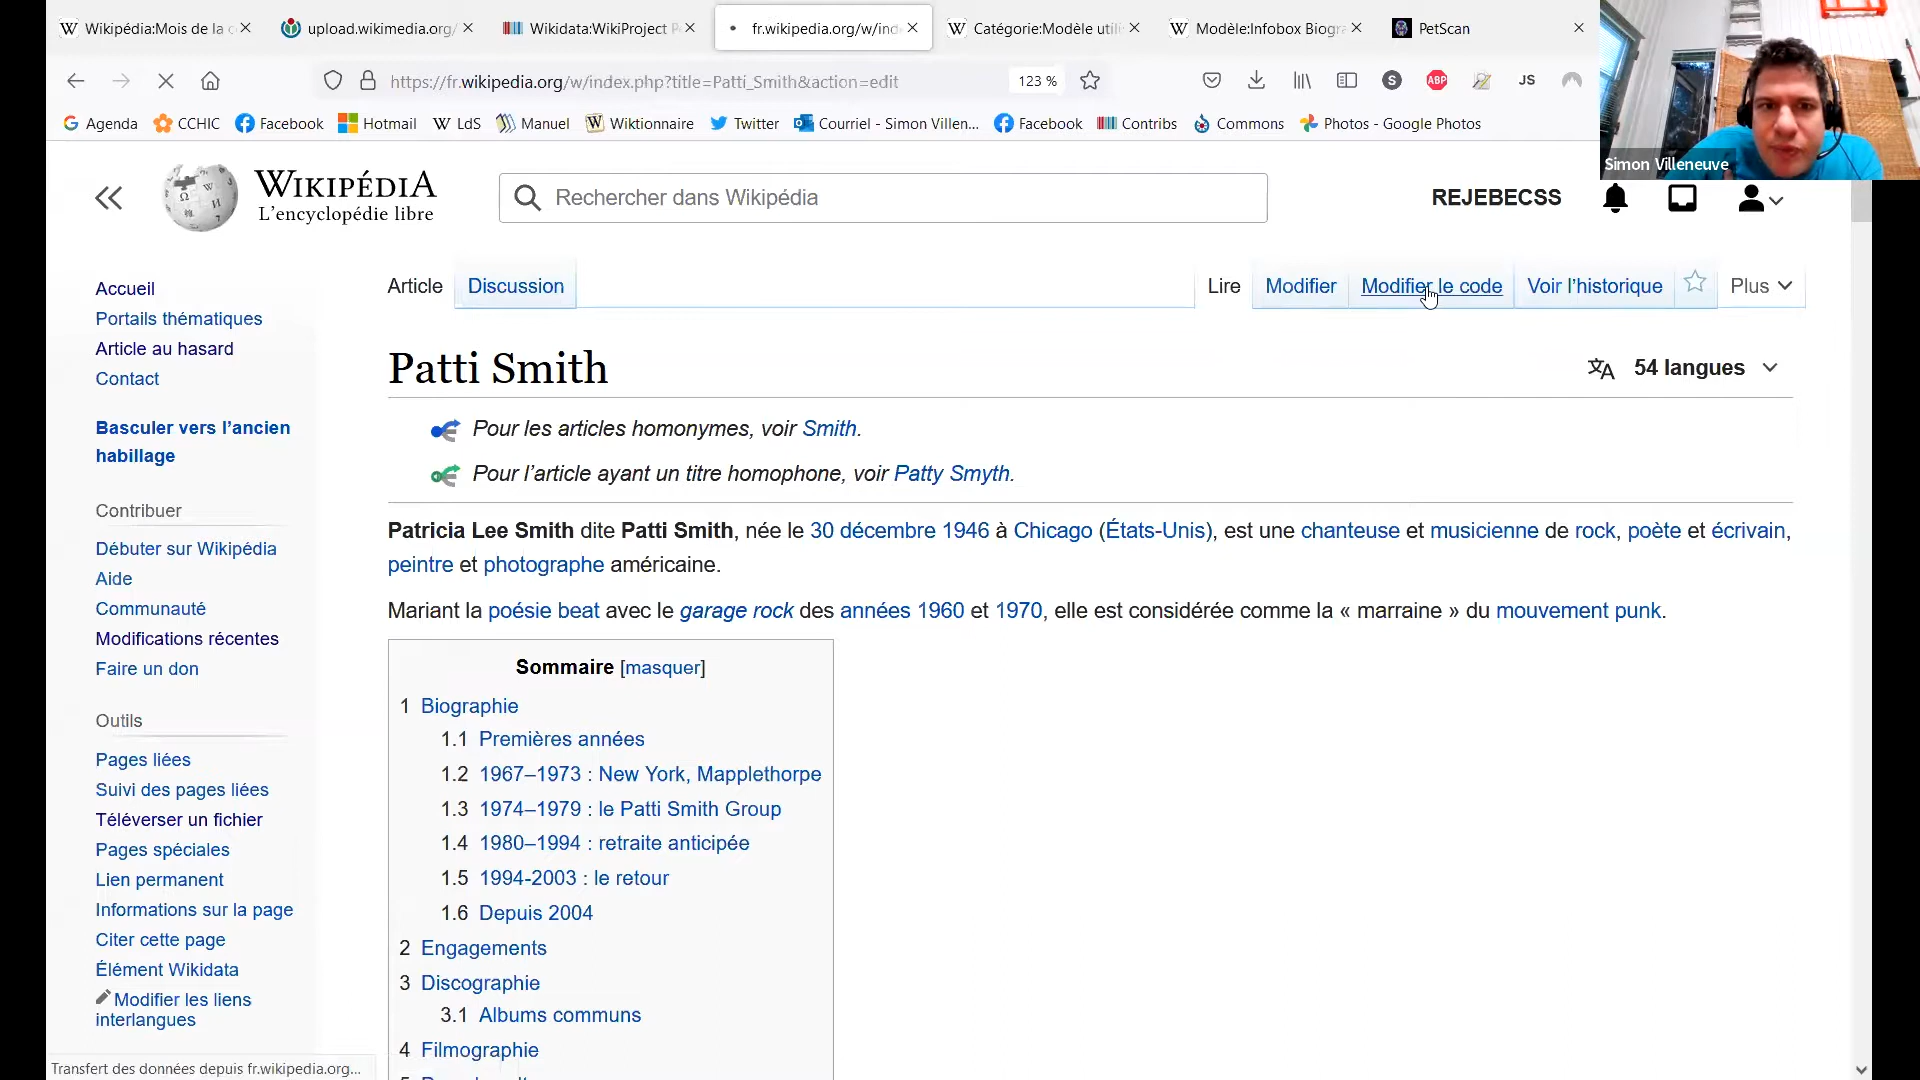 Wikipédia:Mois de la c
upload.wikimedia.org/
Wikidata:WikiProject P
fr.wikipedia.org/w/ind
Catégorie:Modèle utili
Modèle:Infobox Biogra
PetScan
https://fr.wikipedia.org/w/index.php?title=Patti_Smith&action=edit
123 %
S
ABP
JS
Agenda
CCHIC
Facebook
Hotmail
LdS
Manuel
Wiktionnaire
Twitter
Courriel - Simon Villen...
Facebook
Contribs
Commons
Photos - Google Photos
Simon Villeneuve
WIKIPÉDIA
L'encyclopédie libre
Rechercher dans Wikipédia
REJEBECSS
Accueil
Portails thématiques
Article au hasard
Contact
Basculer vers l'ancien
habillage
Contribuer
Débuter sur Wikipédia
Aide
Communauté
Modifications récentes
Faire un don
Outils
Pages liées
Suivi des pages liées
Téléverser un fichier
Pages spéciales
Lien permanent
Informations sur la page
Citer cette page
Élément Wikidata
Modifier les liens
interlangues
Article
Discussion
Lire
Modifier
Modifier le code
Voir l'historique
Plus
Patti Smith
54 langues
Pour les articles homonymes, voir Smith.
Pour l'article ayant un titre homophone, voir Patty Smyth.
Patricia Lee Smith dite Patti Smith, née le 30 décembre 1946 à Chicago (États-Unis), est une chanteuse et musicienne de rock, poète et écrivain,
peintre et photographe américaine.
Mariant la poésie beat avec le garage rock des années 1960 et 1970, elle est considérée comme la « marraine » du mouvement punk.
Sommaire [masquer]
1 Biographie
1.1 Premières années
1.2 1967–1973 : New York, Mapplethorpe
1.3 1974–1979 : le Patti Smith Group
1.4 1980–1994 : retraite anticipée
1.5 1994-2003 : le retour
1.6 Depuis 2004
2 Engagements
3 Discographie
3.1 Albums communs
4 Filmographie
Transfert des données depuis fr.wikipedia.org...